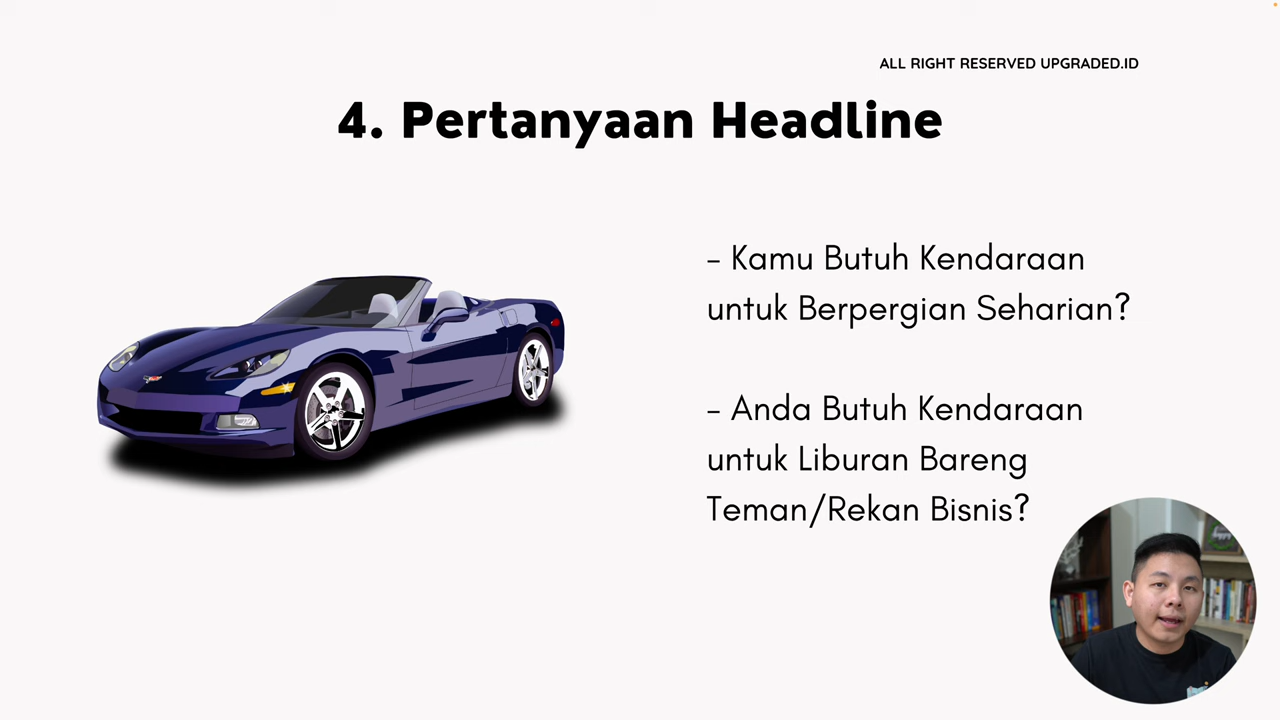 ALL RIGHT RESERVED UPGRADED.ID
4. Pertanyaan Headline
- Kamu Butuh Kendaraan
untuk Berpergian Seharian?
- Anda Butuh Kendaraan
untuk Liburan Bareng
Teman/Rekan Bisnis?